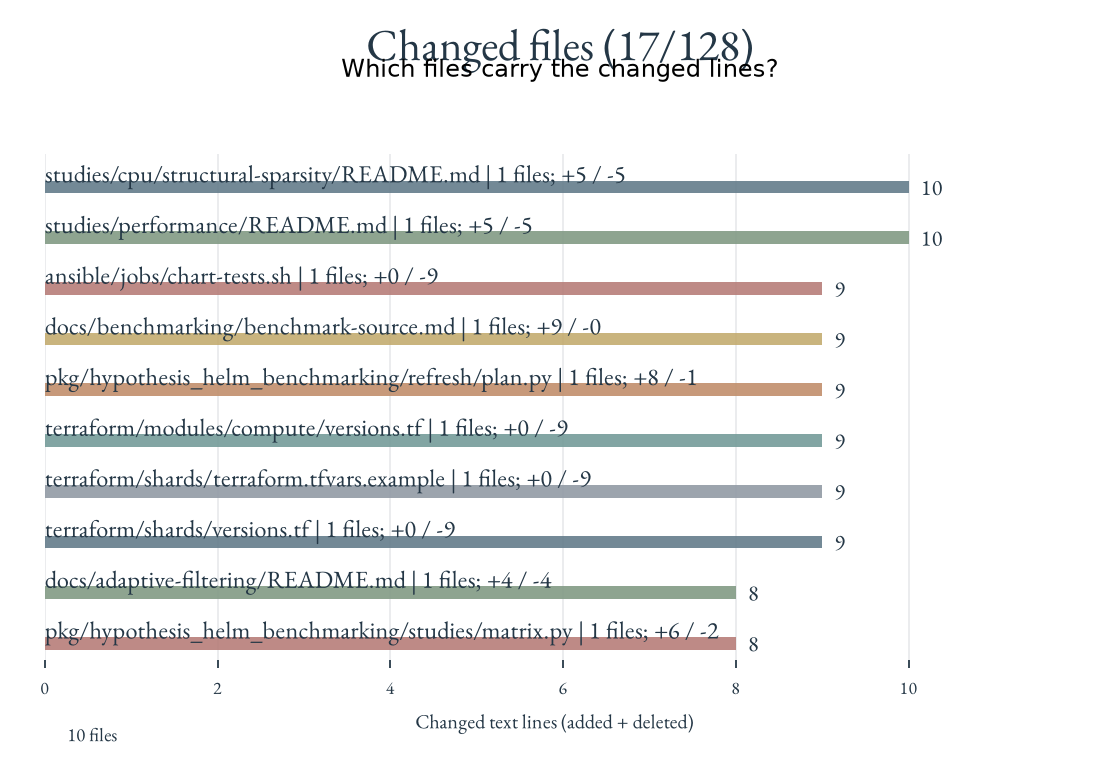 Changed files (17/128)
Which files carry the changed lines?
studies/cpu/structural-sparsity/README.md | 1 files; +5 / -5
10
studies/performance/README.md | 1 files; +5 / -5
10
ansible/jobs/chart-tests.sh | 1 files; +0 / -9
9
docs/benchmarking/benchmark-source.md | 1 files; +9 / -0
9
pkg/hypothesis_helm_benchmarking/refresh/plan.py | 1 files; +8 / -1
9
terraform/modules/compute/versions.tf | 1 files; +0 / -9
9
terraform/shards/terraform.tfvars.example | 1 files; +0 / -9
9
terraform/shards/versions.tf | 1 files; +0 / -9
9
docs/adaptive-filtering/README.md | 1 files; +4 / -4
8
pkg/hypothesis_helm_benchmarking/studies/matrix.py | 1 files; +6 / -2
8
0 2 4 6 8 10
Changed text lines (added + deleted)
10 files